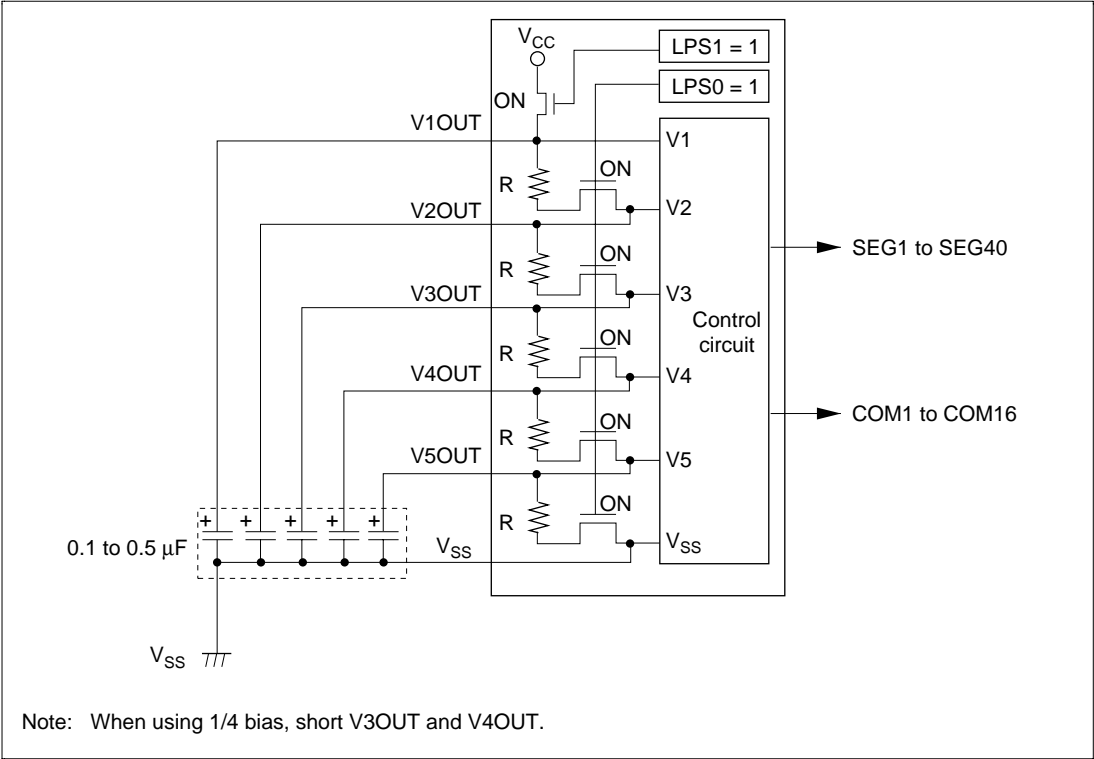 VCC
LPS1 = 1
LPS0 = 1
ON
V1OUT
V1
R
ON
V2OUT
V2
R
ON
V3OUT
V3
Control
circuit
R
ON
V4OUT
V4
R
ON
V5OUT
V5
R
ON
VSS
VSS
SEG1 to SEG40
COM1 to COM16
+ + + + +
0.1 to 0.5 µF
VSS
Note: When using 1/4 bias, short V3OUT and V4OUT.